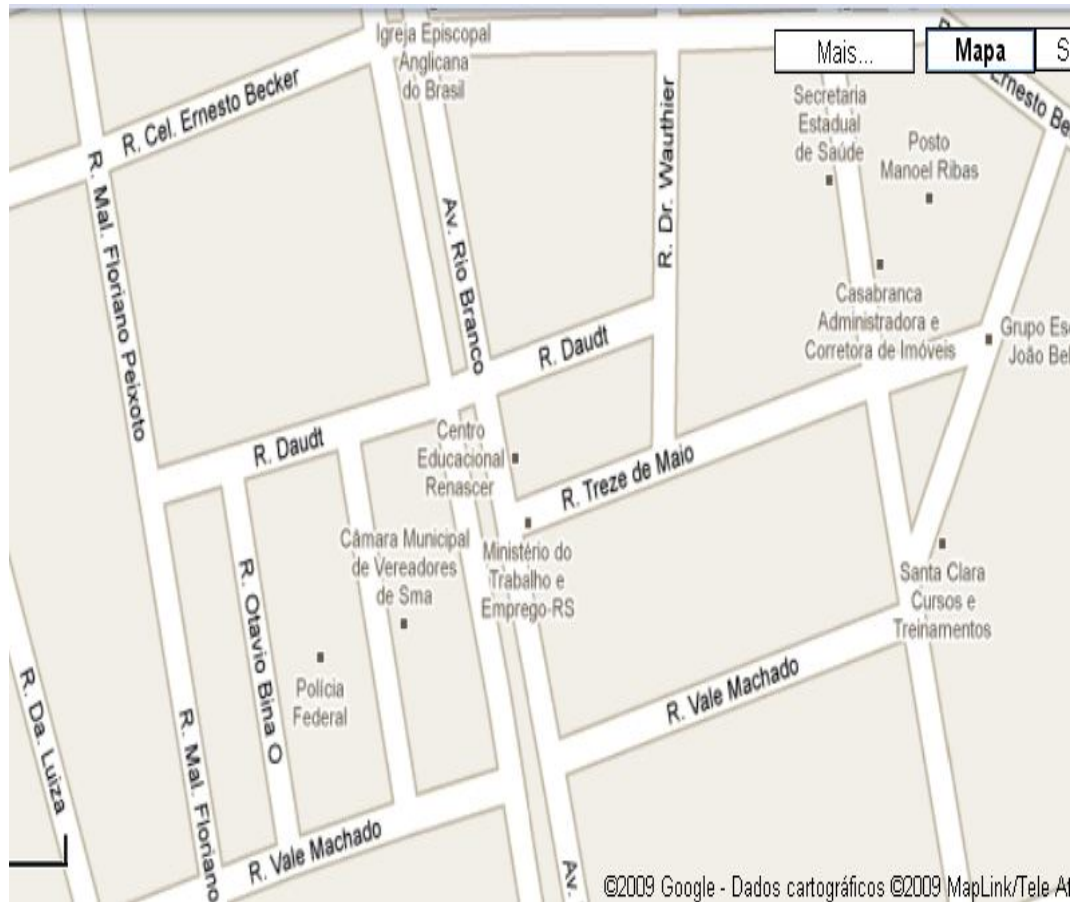 Igreja Episcopal
Anglicana
do Brasil
Mais...
Mapa
S
Ernesto Be
R. Cel. Ernesto Becker
R. Mal. Floriano Peixoto
Av. Rio Branco
R. Dr. Wauthier
Secretaria
Estadual
de Saúde
Posto
Manoel Ribas
Casabranca
Administradora e
Corretora de Imóveis
Grupo Es
João Bel
R. Daudt
R. Daudt
Centro
Educacional
Renascer
R. Treze de Maio
Câmara Municipal
de Vereadores
de Sma
Ministério do
Trabalho e
Emprego-RS
Santa Clara
Cursos e
Treinamentos
R. Otavio Bina O
Polícia
Federal
R. Da. Luiza
R. Mal. Floriano
R. Vale Machado
R. Vale Machado
Av.
©2009 Google - Dados cartográficos ©2009 MapLink/Tele At